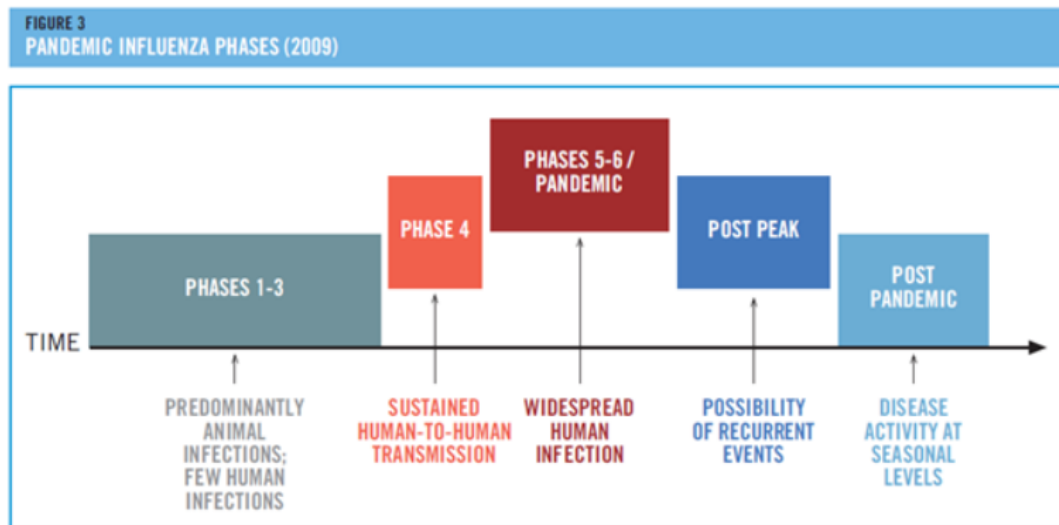 FIGURE 3
PANDEMIC INFLUENZA PHASES (2009)
PHASES 5-6 /
PANDEMIC
PHASE 4
POST PEAK
PHASES 1-3
POST
PANDEMIC
TIME
PREDOMINANTLY
ANIMAL
INFECTIONS;
FEW HUMAN
INFECTIONS
SUSTAINED
HUMAN-TO-HUMAN
TRANSMISSION
WIDESPREAD
HUMAN
INFECTION
POSSIBILITY
OF RECURRENT
EVENTS
DISEASE
ACTIVITY AT
SEASONAL
LEVELS